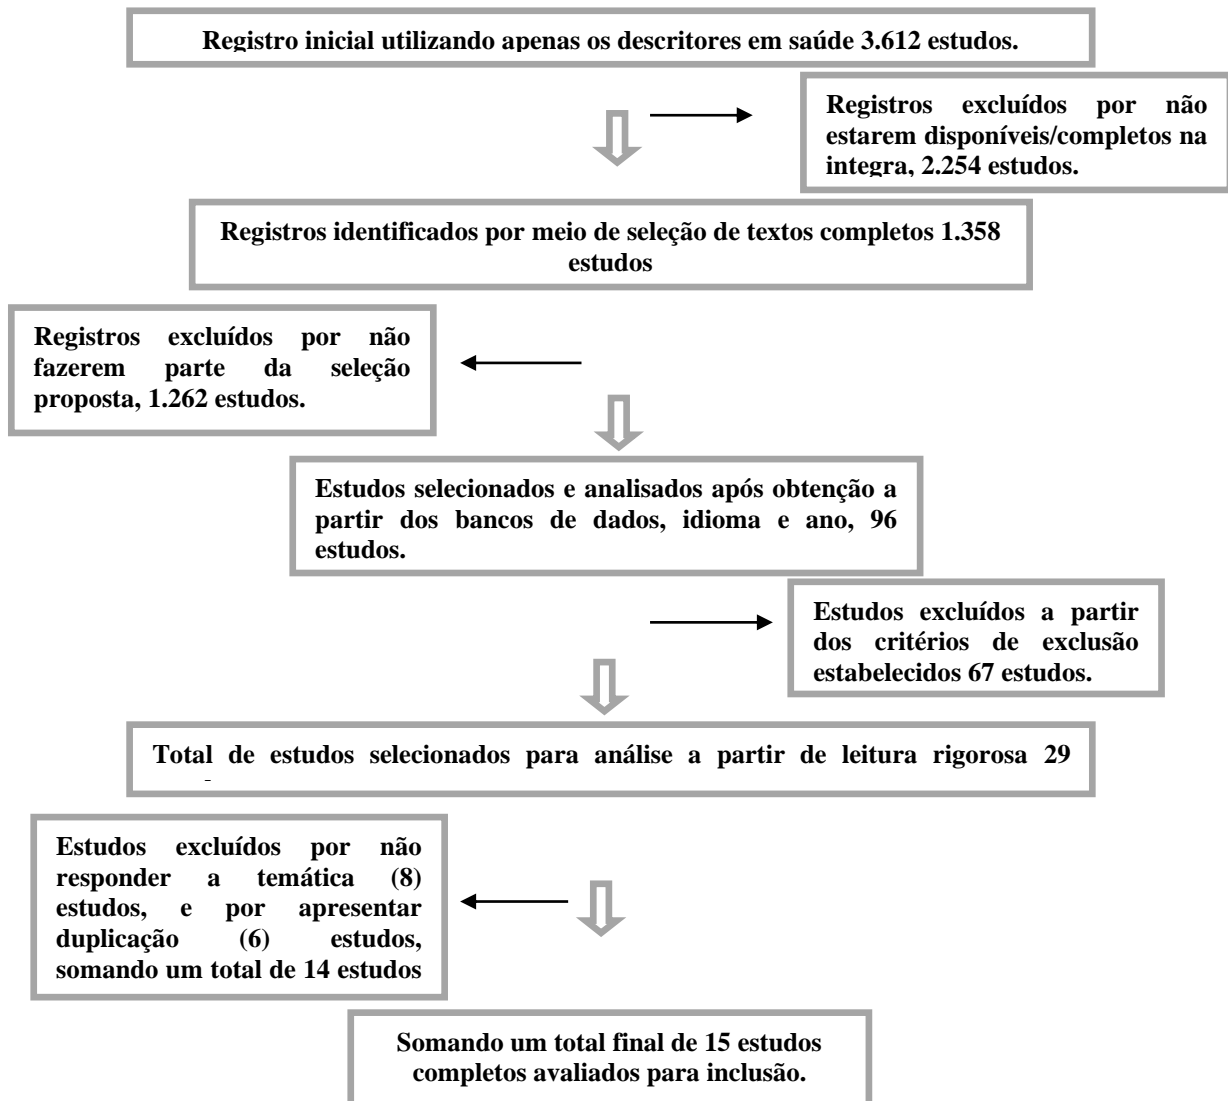 Registro inicial utilizando apenas os descritores em saúde 3.612 estudos.
Registros excluídos por não
estarem disponíveis/completos na
integra, 2.254 estudos.
Registros identificados por meio de seleção de textos completos 1.358
estudos
Registros excluídos por não
fazerem parte da seleção
proposta, 1.262 estudos.
Estudos selecionados e analisados após obtenção a
partir dos bancos de dados, idioma e ano, 96
estudos.
Estudos excluídos a partir
dos critérios de exclusão
estabelecidos 67 estudos.
Total de estudos selecionados para análise a partir de leitura rigorosa 29
Estudos excluídos por não
responder a temática (8)
estudos, e por apresentar
duplicação (6) estudos,
somando um total de 14 estudos
Somando um total final de 15 estudos
completos avaliados para inclusão.